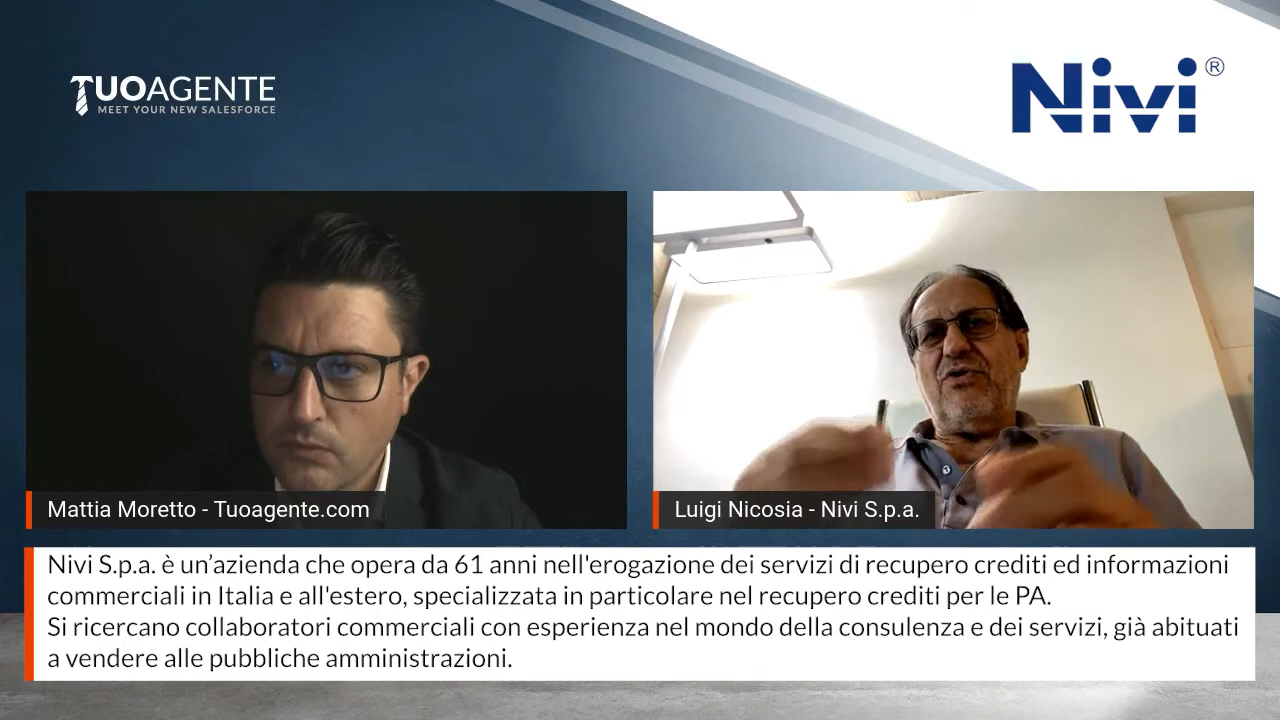 TUOAGENTE
MEET YOUR NEW SALESFORCE
Nivi®
Mattia Moretto - Tuoagente.com
Luigi Nicosia - Nivi S.p.a.
Nivi S.p.a. è un’azienda che opera da 61 anni nell'erogazione dei servizi di recupero crediti ed informazioni
commerciali in Italia e all'estero, specializzata in particolare nel recupero crediti per le PA.
Si ricercano collaboratori commerciali con esperienza nel mondo della consulenza e dei servizi, già abituati
a vendere alle pubbliche amministrazioni.